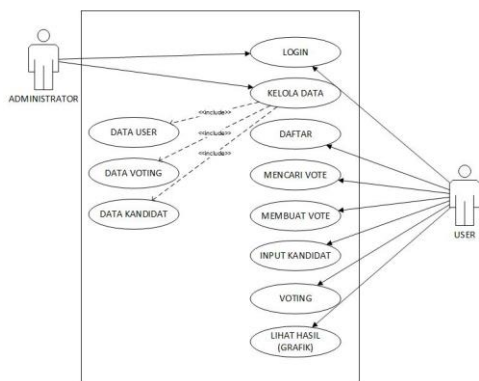 LOGIN
ADMINISTRATOR
KELOLA DATA
<<Include>>
DATA USER
DAFTAR
<<Include>>
<<Include>>
DATA VOTING
MENCARI VOTE
DATA KANDIDAT
MEMBUAT VOTE
USER
INPUT KANDIDAT
VOTING
LIHAT HASIL
(GRAFIK)